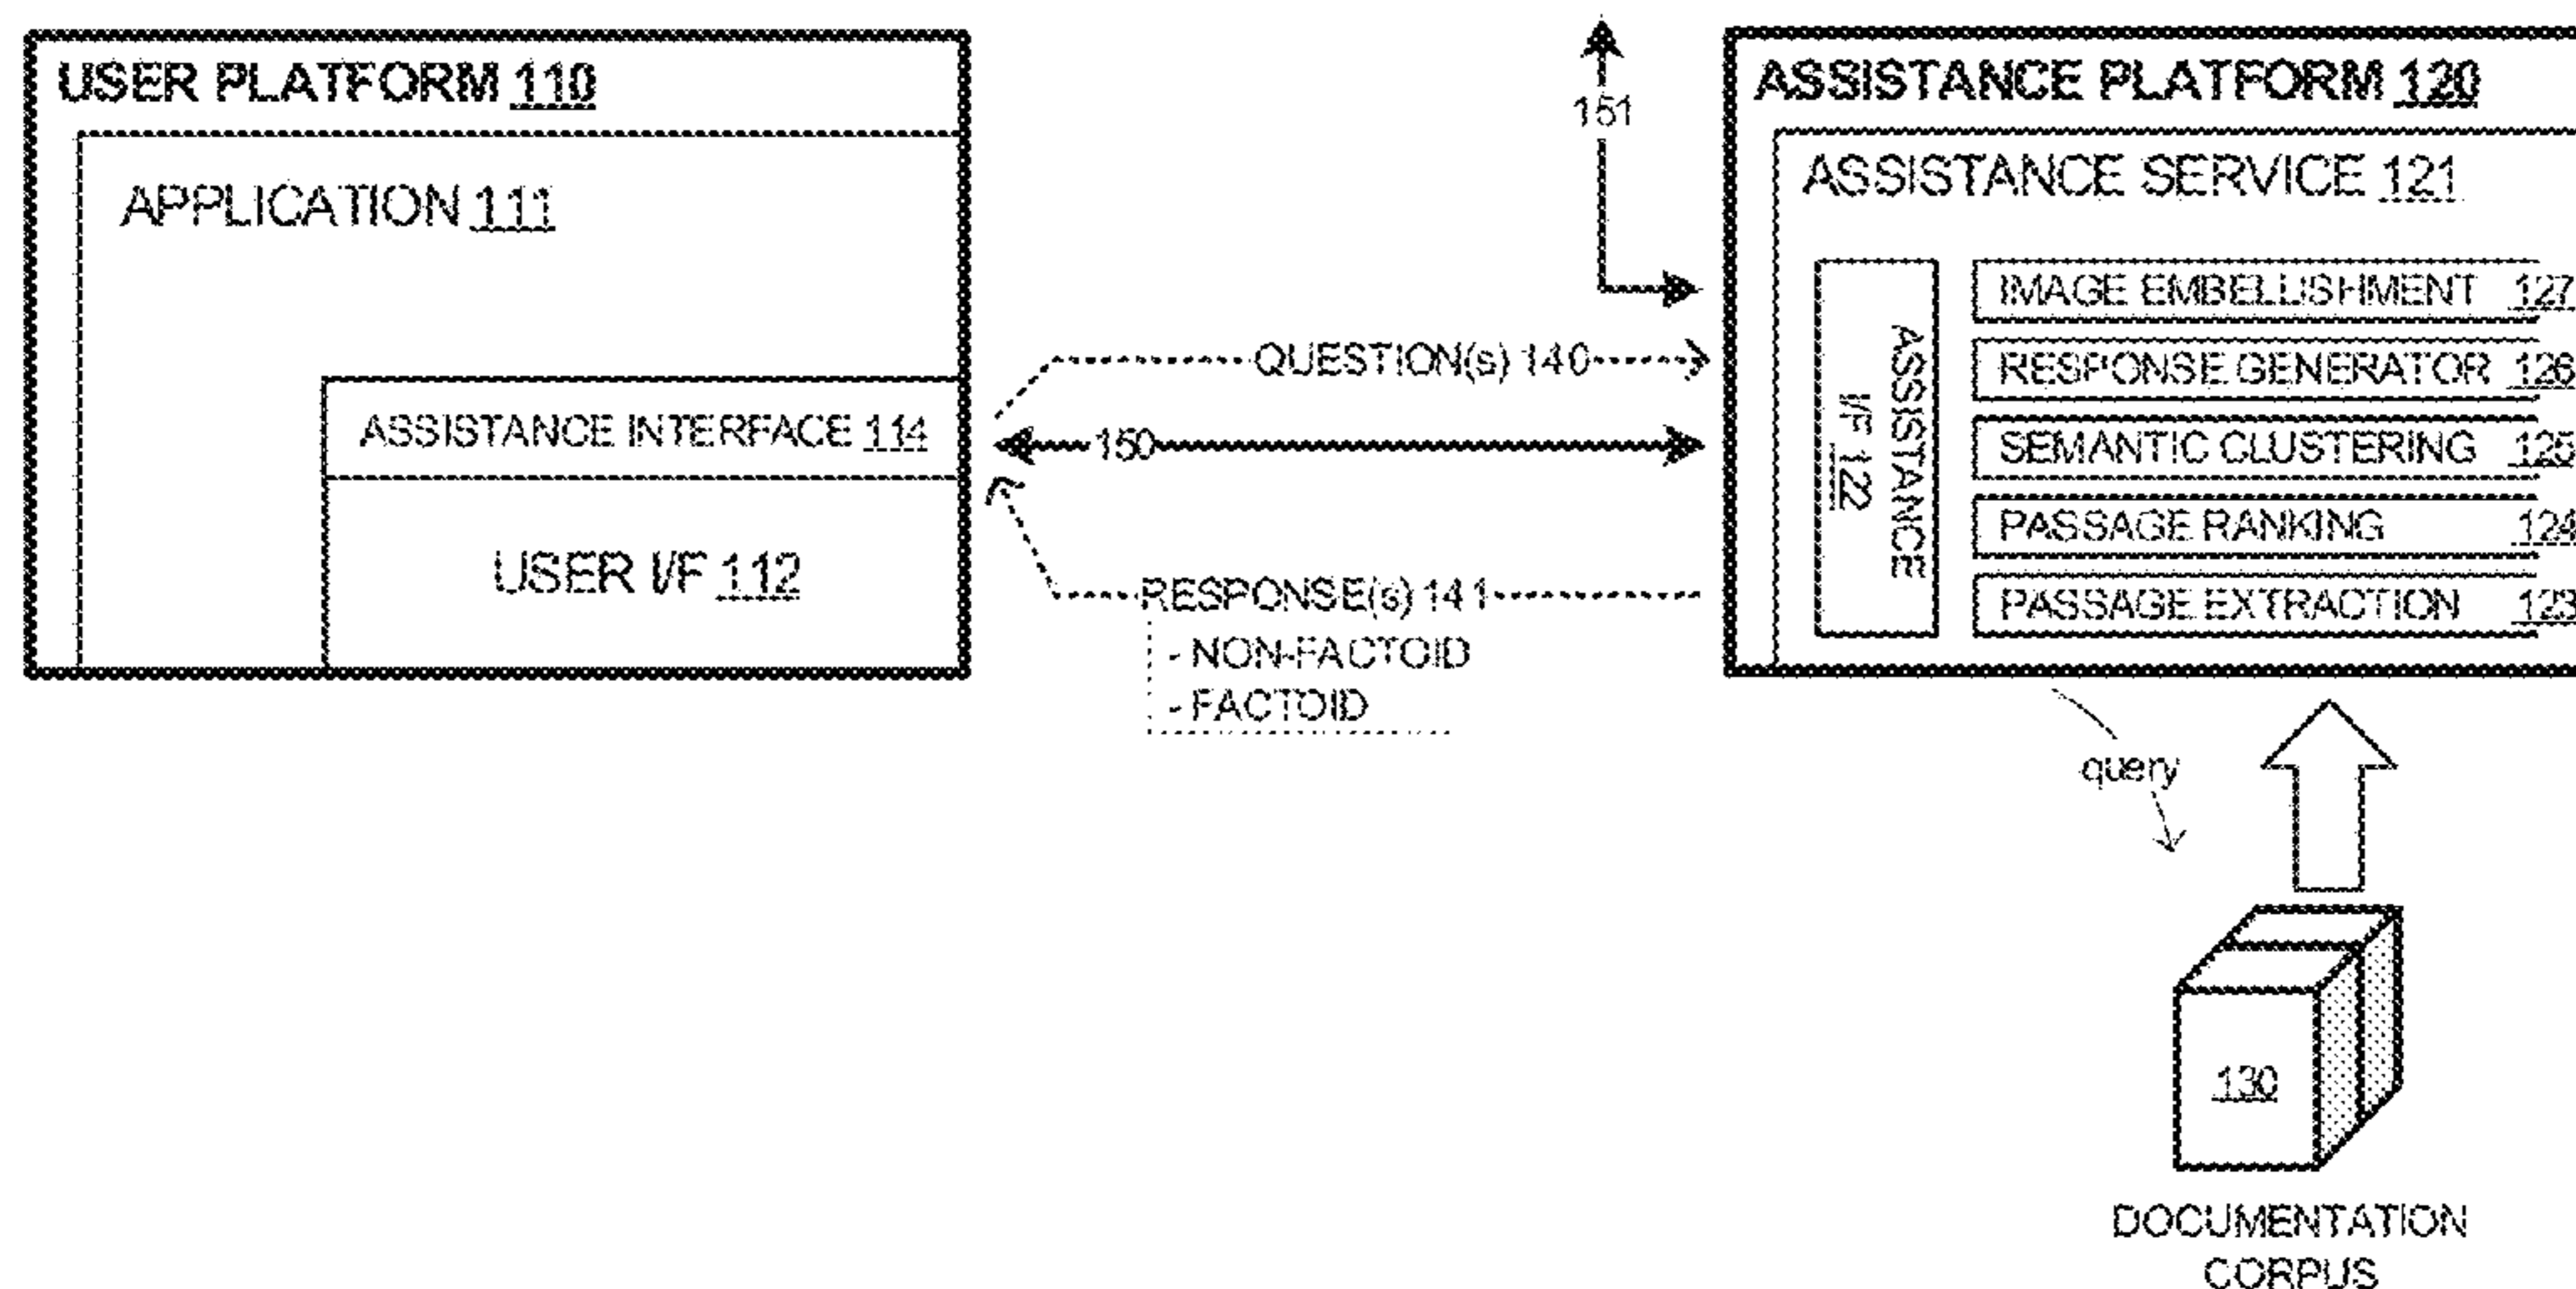 USER PLATFORM 110
APPLICATION 111
ASSISTANCE INTERFACE 114
USER I/F 112
151
QUESTION(s) 140
150
RESPONSE(s) 141
- NON-FACTOID
- FACTOID
ASSISTANCE PLATFORM 120
ASSISTANCE SERVICE 121
ASSISTANCE
I/F 122
IMAGE EMBELLISHMENT 127
RESPONSE GENERATOR 126
SEMANTIC CLUSTERING 125
PASSAGE RANKING 124
PASSAGE EXTRACTION 123
query
130
DOCUMENTATION
CORPUS